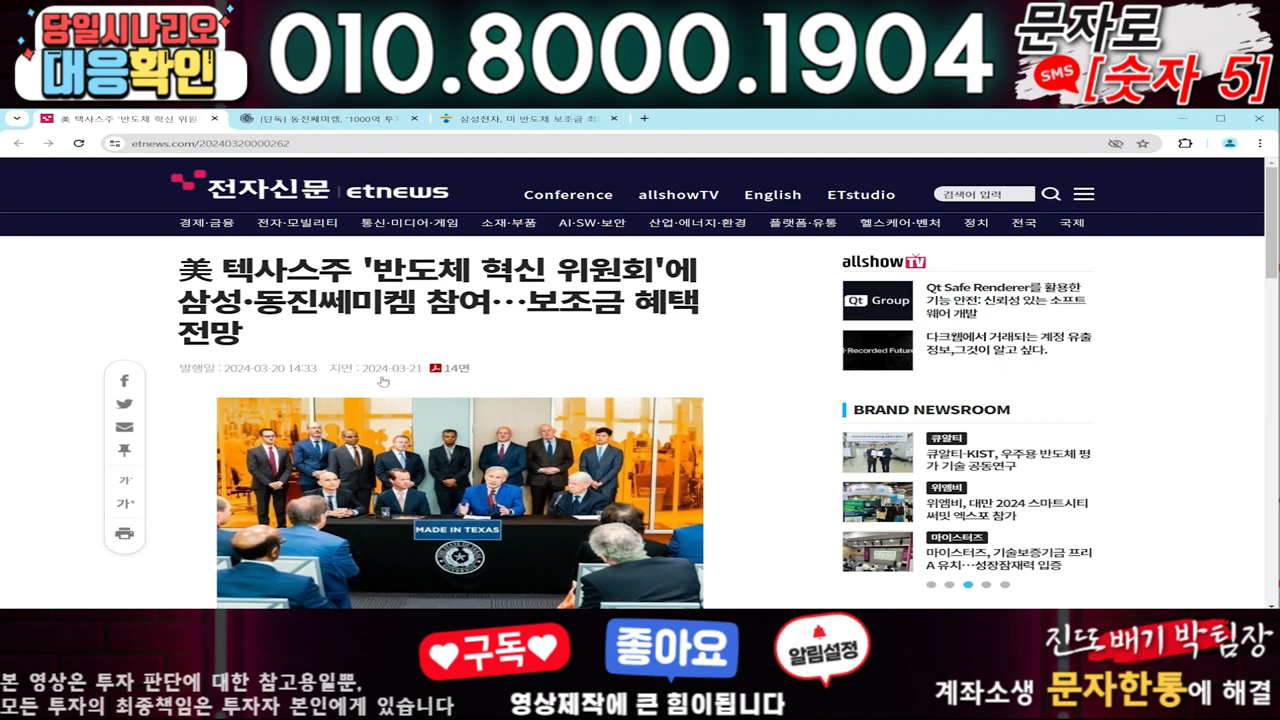 당일시나리오
대응확인
010.8000.1904
문자로
SMS
[숫자 5]
美 텍사스주 '반도체 혁신 위원
[단독] 동진쎄미켐, '1000억 투자
삼성전자, 미 반도체 보조금 최
etnews.com/20240320000262
전자신문 | etnews
Conference allshowTV English ETstudio
검색어 입력
경제·금융 전자·모빌리티 통신·미디어·게임 소재·부품 AI·SW·보안 산업·에너지·환경 플랫폼·유통 헬스케어·벤처 정치 전국 국제
美 텍사스주 '반도체 혁신 위원회'에
삼성·동진쎄미켐 참여…보조금 혜택
전망
발행일 : 2024-03-20 14:33 지면 : 2024-03-21 14면
가-
가+
MADE IN TEXAS
allshow TV
Qt Group
Qt Safe Renderer를 활용한
기능 안전: 신뢰성 있는 소프트
웨어 개발
Recorded Future
다크웹에서 거래되는 계정 유출
정보,그것이 알고 싶다.
BRAND NEWSROOM
큐알티
큐알티-KIST, 우주용 반도체 평
가 기술 공동연구
위엠비
위엠비, 대만 2024 스마트시티
써밋 엑스포 참가
마이스터즈
마이스터즈, 기술보증기금 프리
A 유치…성장잠재력 입증
본 영상은 투자 판단에 대한 참고용일뿐,
모든 투자의 최종책임은 투자자 본인에게 있습니다
구독
좋아요
알림설정
영상제작에 큰 힘이됩니다
진또배기 박팀장
계좌소생 문자한통에 해결